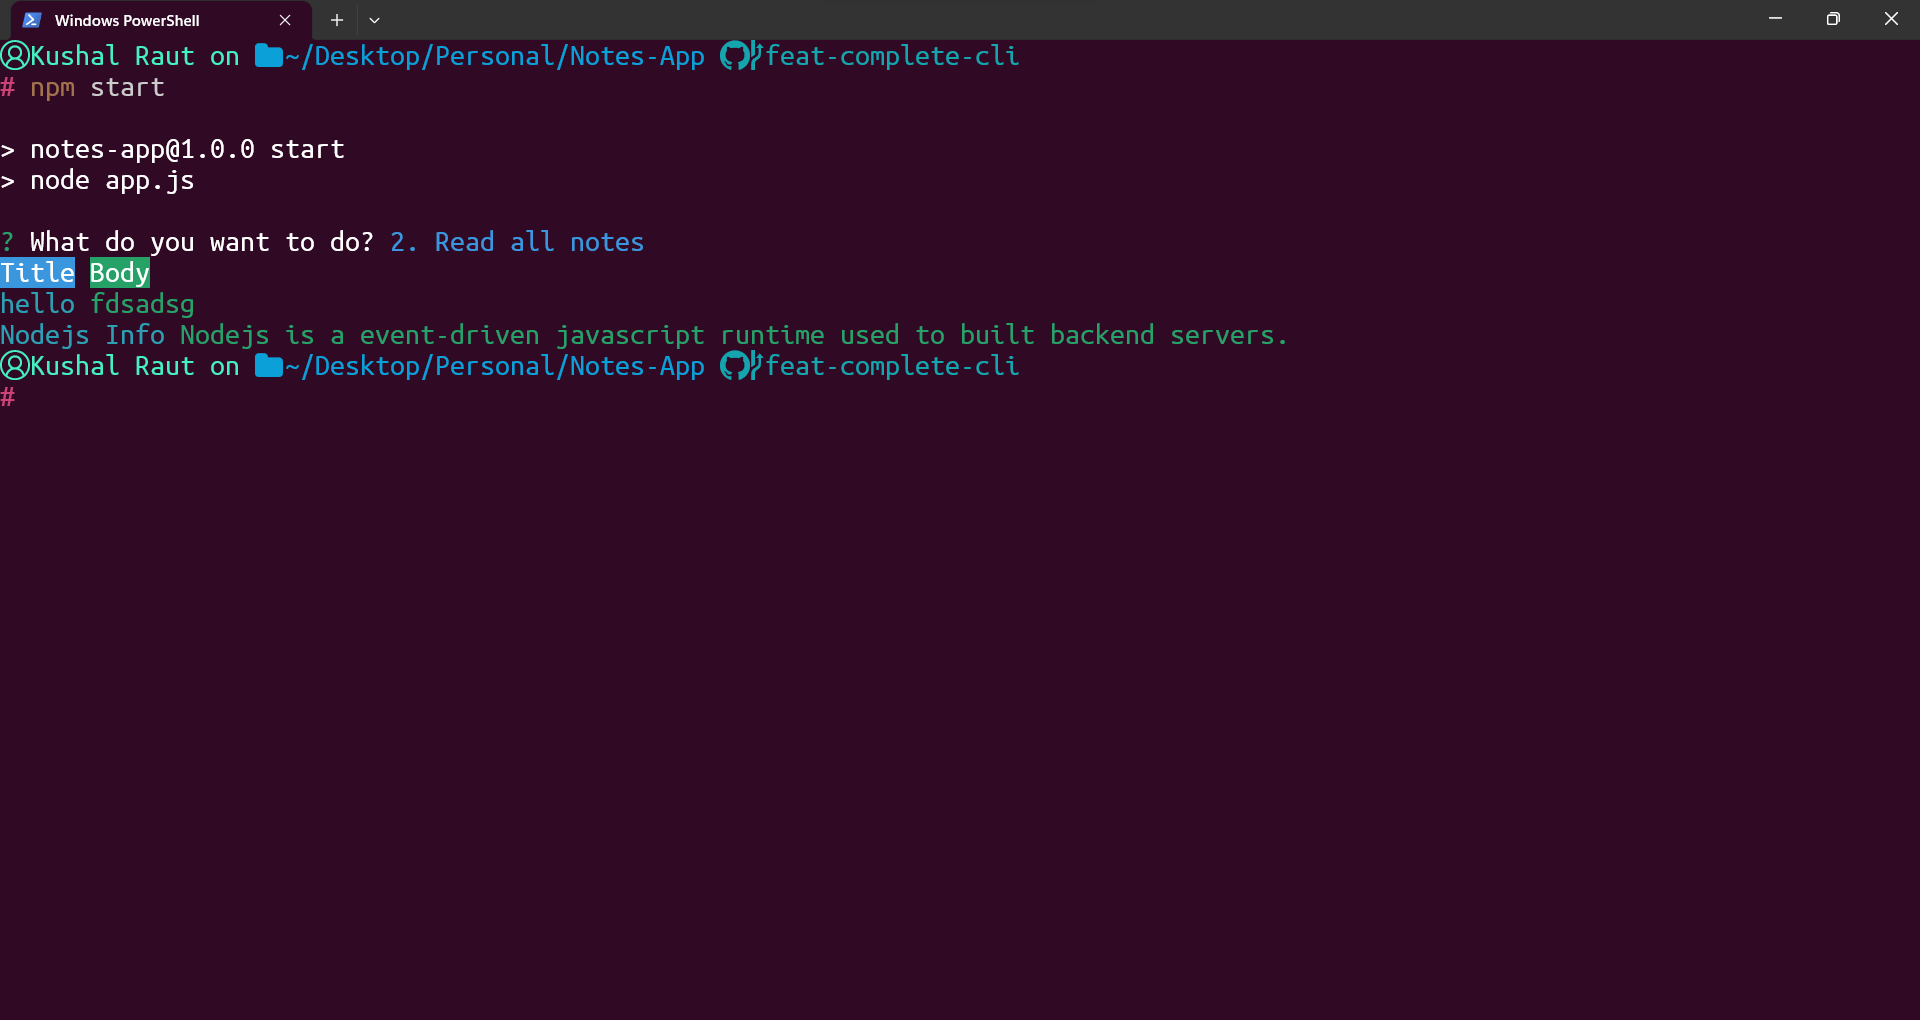 Windows PowerShell
Kushal Raut on ~/Desktop/Personal/Notes-App feat-complete-cli
# npm start
> notes-app@1.0.0 start
> node app.js
? What do you want to do? 2. Read all notes
Title Body
hello fdsadsg
Nodejs Info Nodejs is a event-driven javascript runtime used to built backend servers.
Kushal Raut on ~/Desktop/Personal/Notes-App feat-complete-cli
#